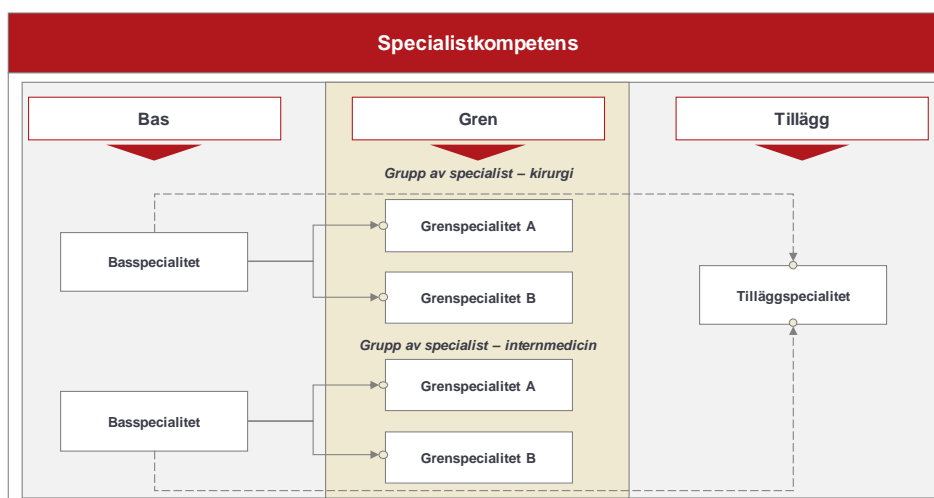 Specialistkompetens
Bas
Gren
Tillägg
Grupp av specialist – kirurgi
Grenspecialitet A
Basspecialitet
Grenspecialitet B
Tilläggspecialitet
Grupp av specialist – internmedicin
Grenspecialitet A
Basspecialitet
Grenspecialitet B